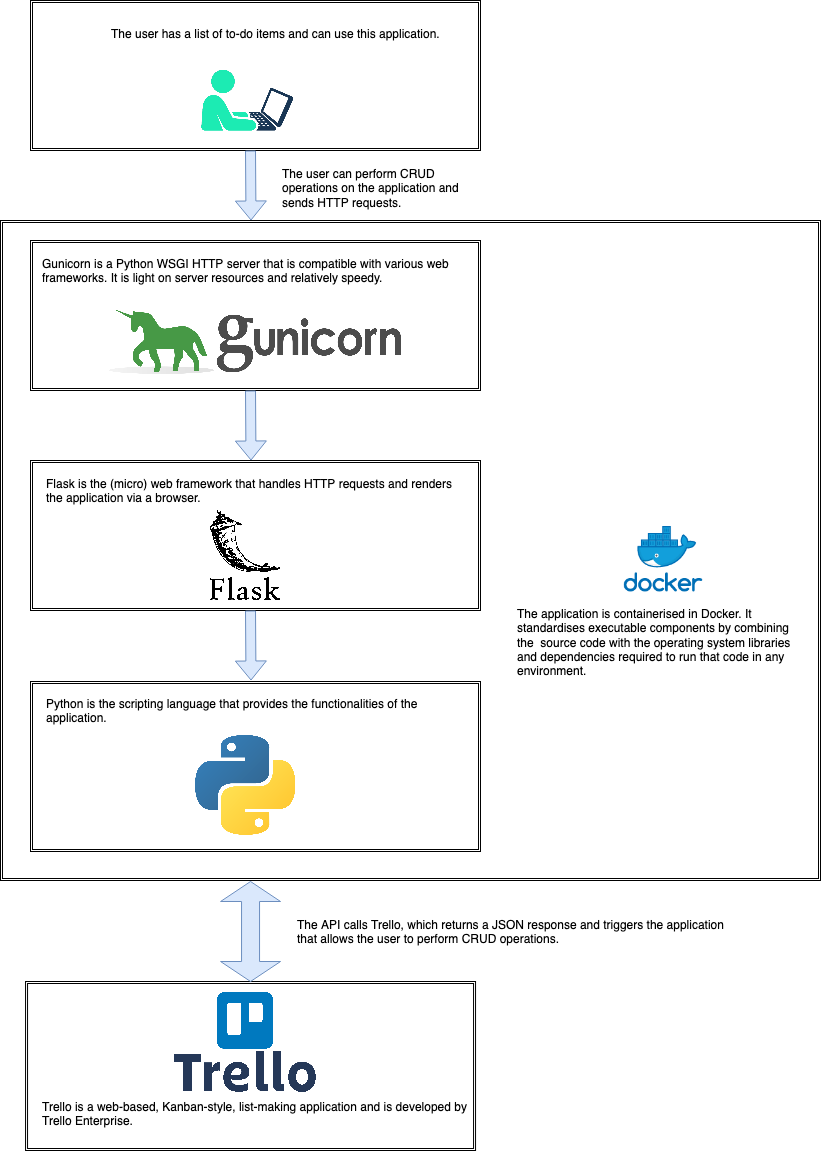 The user has a list of to-do items and can use this application.
The user can perform CRUD
operations on the application and
sends HTTP requests.
Gunicorn is a Python WSGI HTTP server that is compatible with various web
frameworks. It is light on server resources and relatively speedy.
gunicorn
Flask is the (micro) web framework that handles HTTP requests and renders
the application via a browser.
Flask
docker
The application is containerised in Docker. It
standardises executable components by combining
the  source code with the operating system libraries
and dependencies required to run that code in any
environment.
Python is the scripting language that provides the functionalities of the
application.
The API calls Trello, which returns a JSON response and triggers the application
that allows the user to perform CRUD operations.
Trello
Trello is a web-based, Kanban-style, list-making application and is developed by
Trello Enterprise.